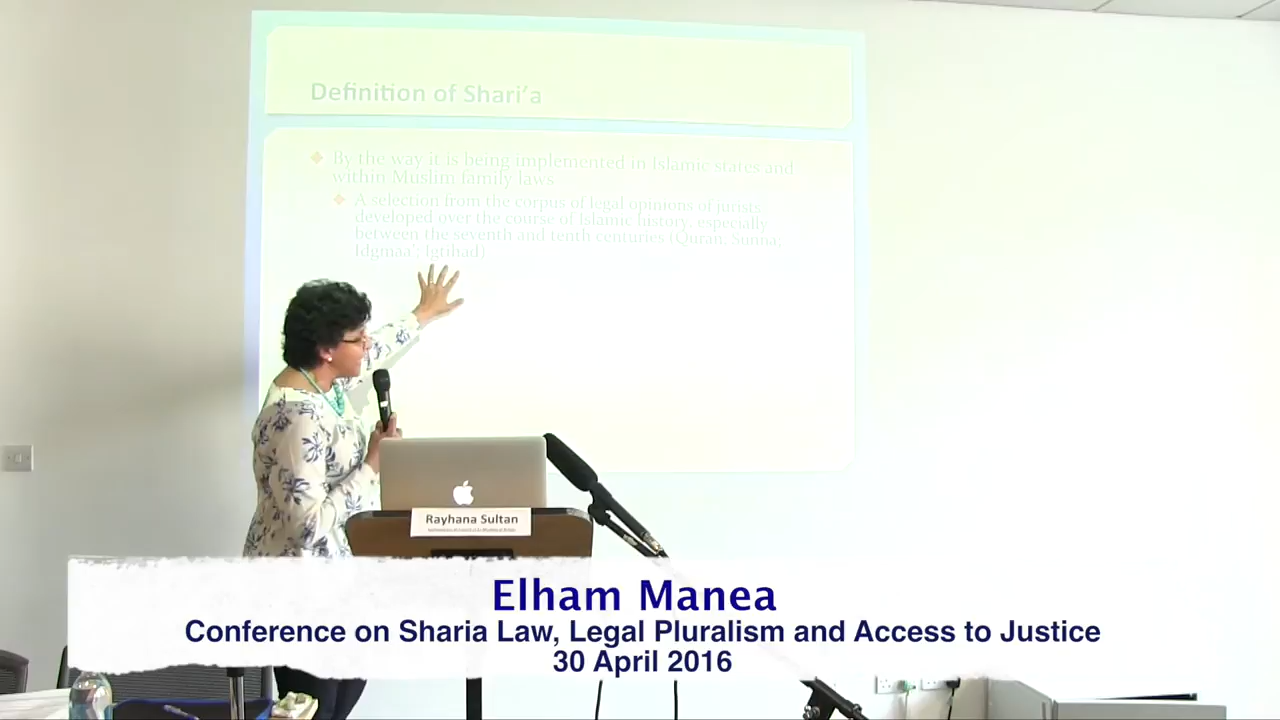 Definition of Shari'a
By the way it is being implemented in Islamic states and
within Muslim family laws
A selection from the corpus of legal opinions of jurists
developed over the course of Islamic history, especially
between the seventh and tenth centuries (Quran, Sunna;
Idgmaa'; Igtihad)
Rayhana Sultan
Elham Manea
Conference on Sharia Law, Legal Pluralism and Access to Justice
30 April 2016